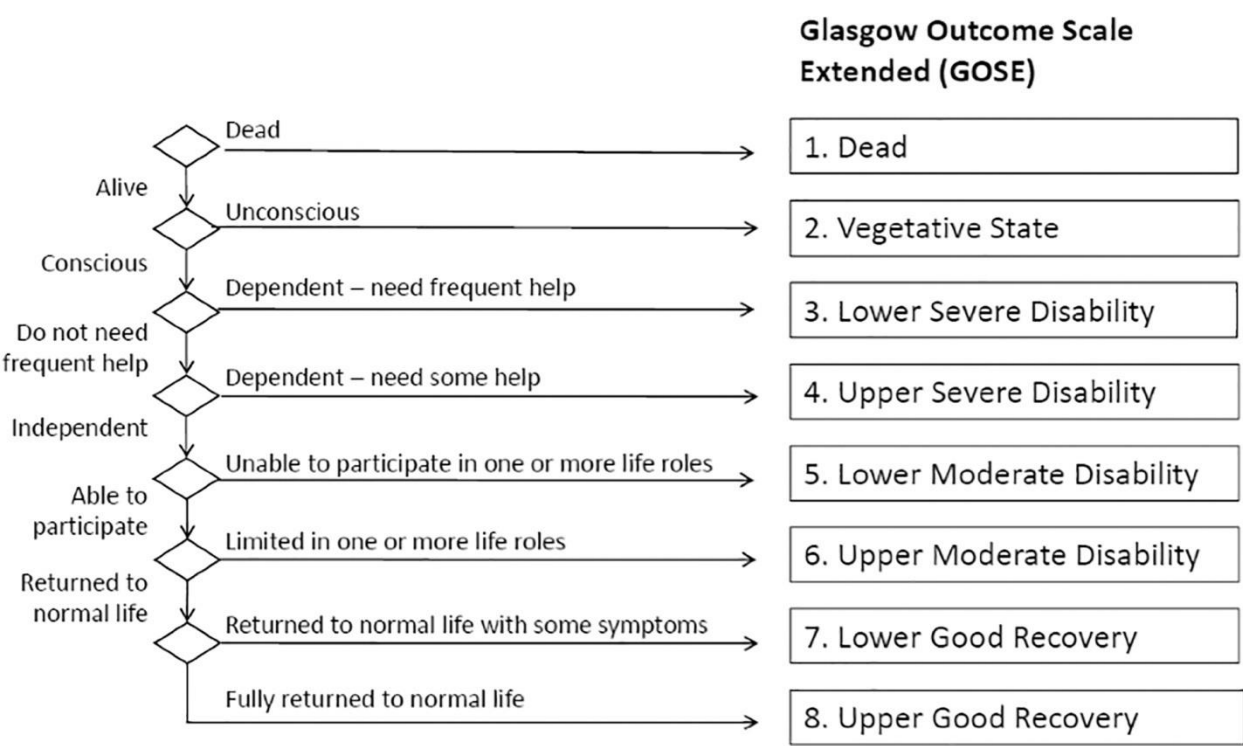 Glasgow Outcome Scale
Extended (GOSE)
Dead
1. Dead
Alive
Unconscious
2. Vegetative State
Conscious
Dependent – need frequent help
3. Lower Severe Disability
Do not need
frequent help
Dependent – need some help
4. Upper Severe Disability
Independent
Unable to participate in one or more life roles
5. Lower Moderate Disability
Able to
participate
Limited in one or more life roles
6. Upper Moderate Disability
Returned to
normal life
Returned to normal life with some symptoms
7. Lower Good Recovery
Fully returned to normal life
8. Upper Good Recovery